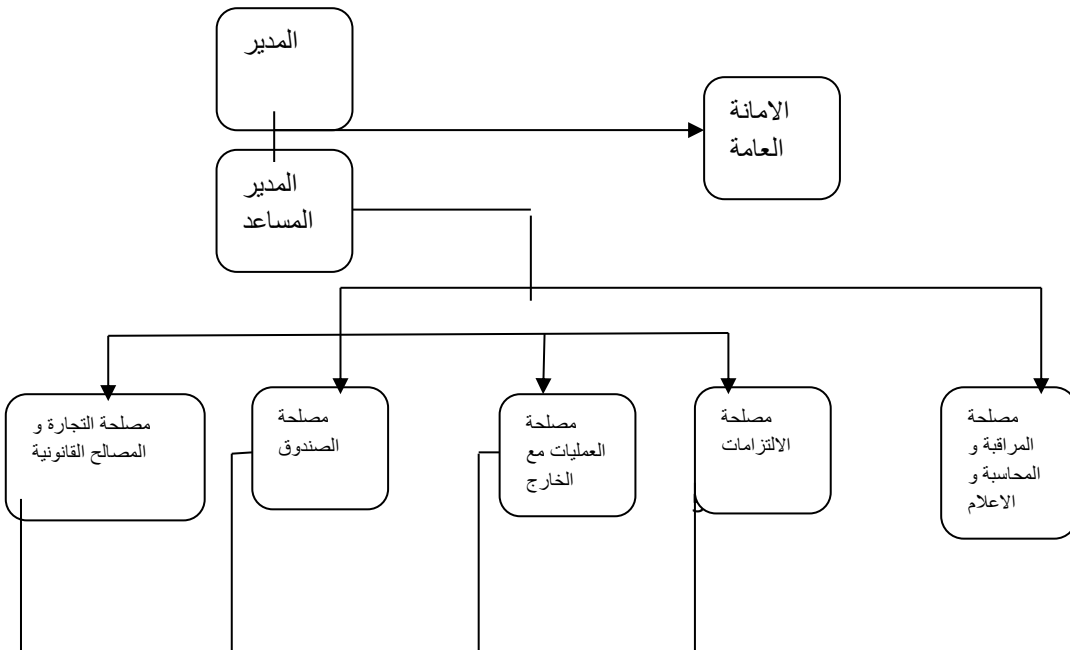 المدير
الامانة
العامة
المدير
المساعد
مصلحة
المراقبة و
المحاسبة و
الاعلام
مصلحة
الالتزامات
مصلحة
العمليات مع
الخارج
مصلحة
الصندوق
مصلحة التجارة و
المصالح القانونية